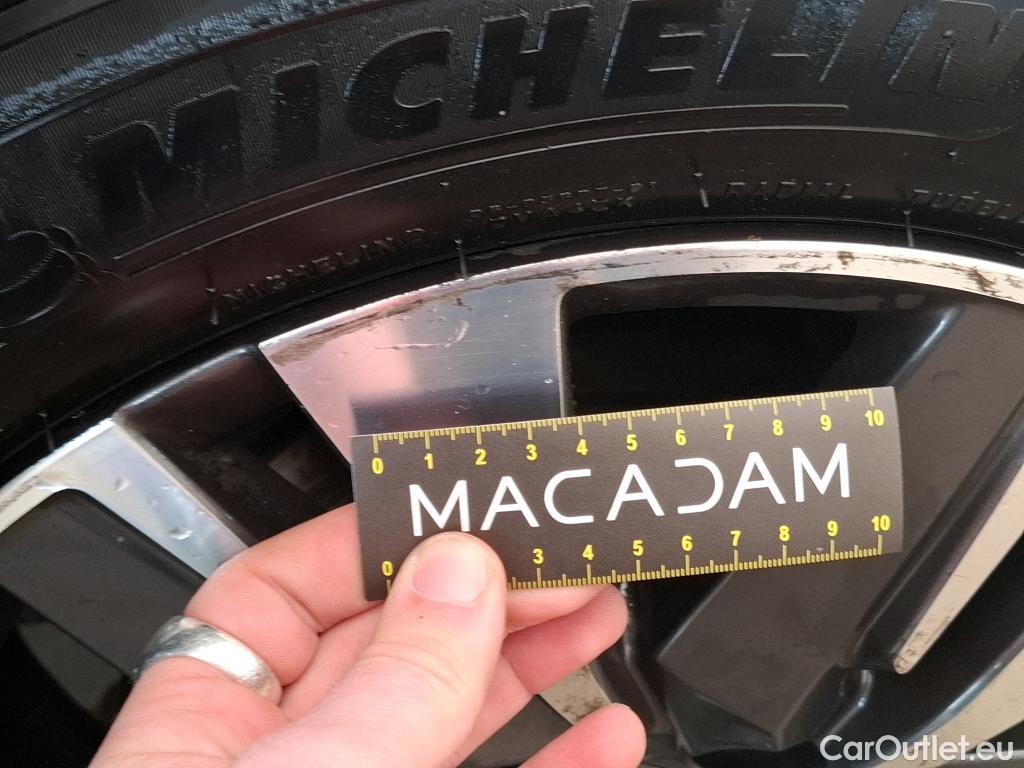 MICHELIN
MICHELIN
RADIAL TUBEL
0 1 2 3 4 5 6 7 8 9 10
MACADAM
0 3 4 5 6 7 8 9 10
CarOutlet.eu